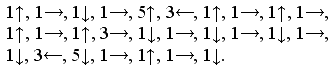 1↑, 1→, 1↓, 1→, 5↑, 3←, 1↑, 1→, 1↑, 1→,
1↑, 1→, 1↑, 3→, 1↓, 1→, 1↓, 1→, 1↓, 1→,
1↓, 3←, 5↓, 1→, 1↑, 1→, 1↓.